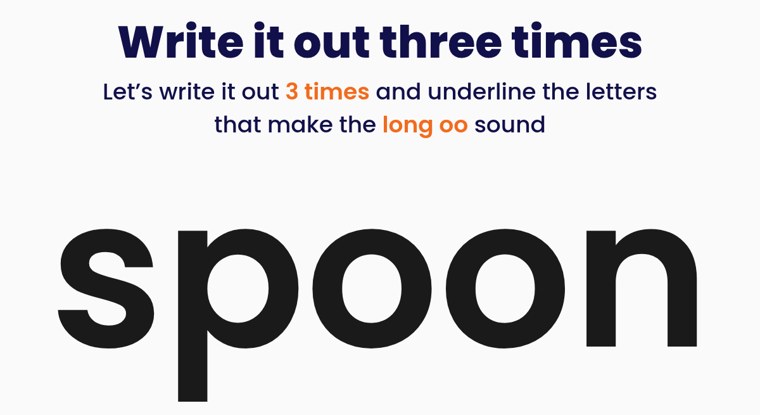 Write it out three times
Let’s write it out 3 times and underline the letters
that make the long oo sound
spoon